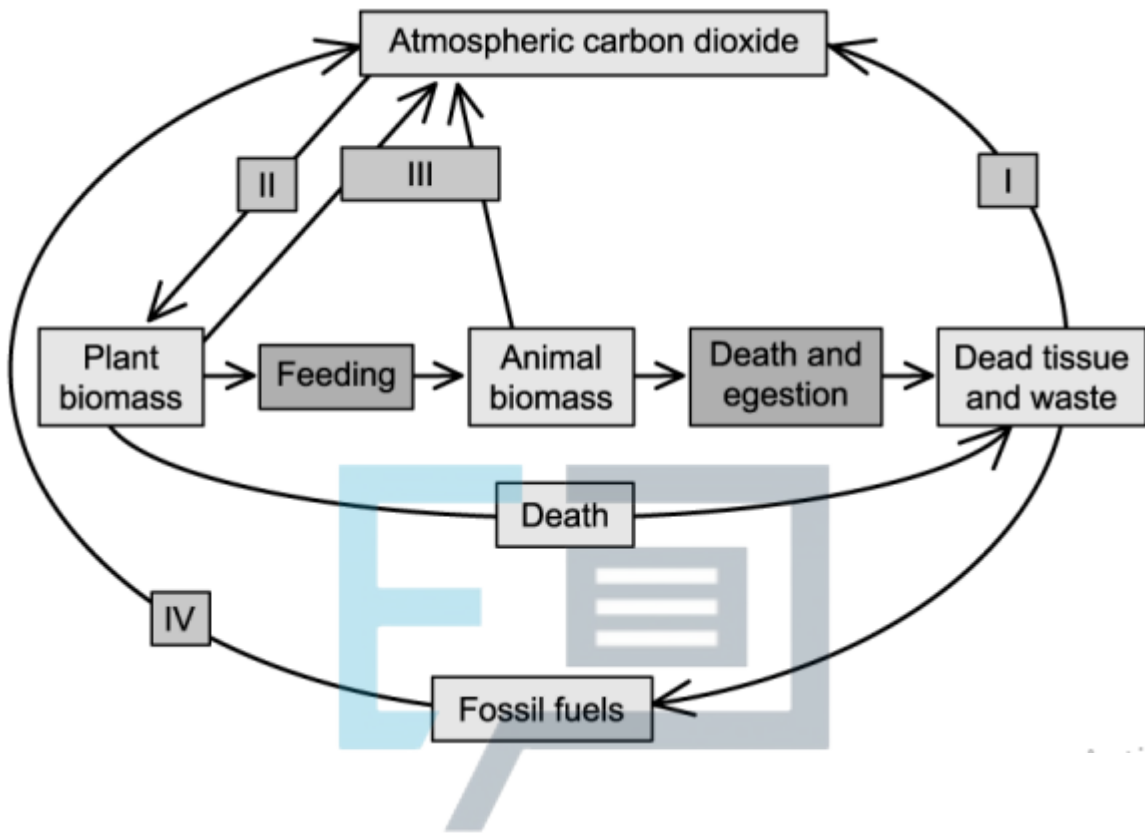 Atmospheric carbon dioxide
II
III
I
Plant
biomass
Feeding
Animal
biomass
Death and
egestion
Dead tissue
and waste
Death
IV
Fossil fuels